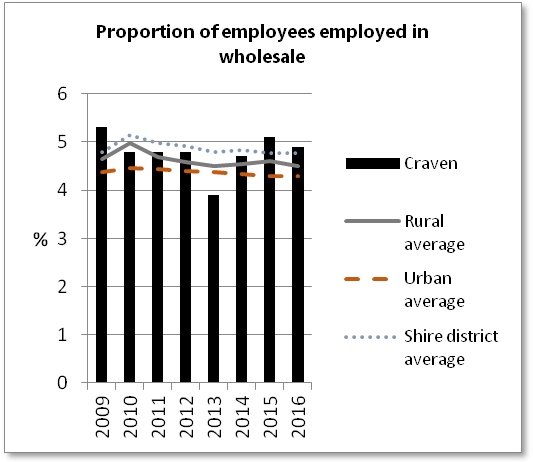 Proportion of employees employed in
wholesale
6
5
4
%
3
2
1
0
2009
2010
2011
2012
2013
2014
2015
2016
Craven
Rural
average
Urban
average
Shire district
average